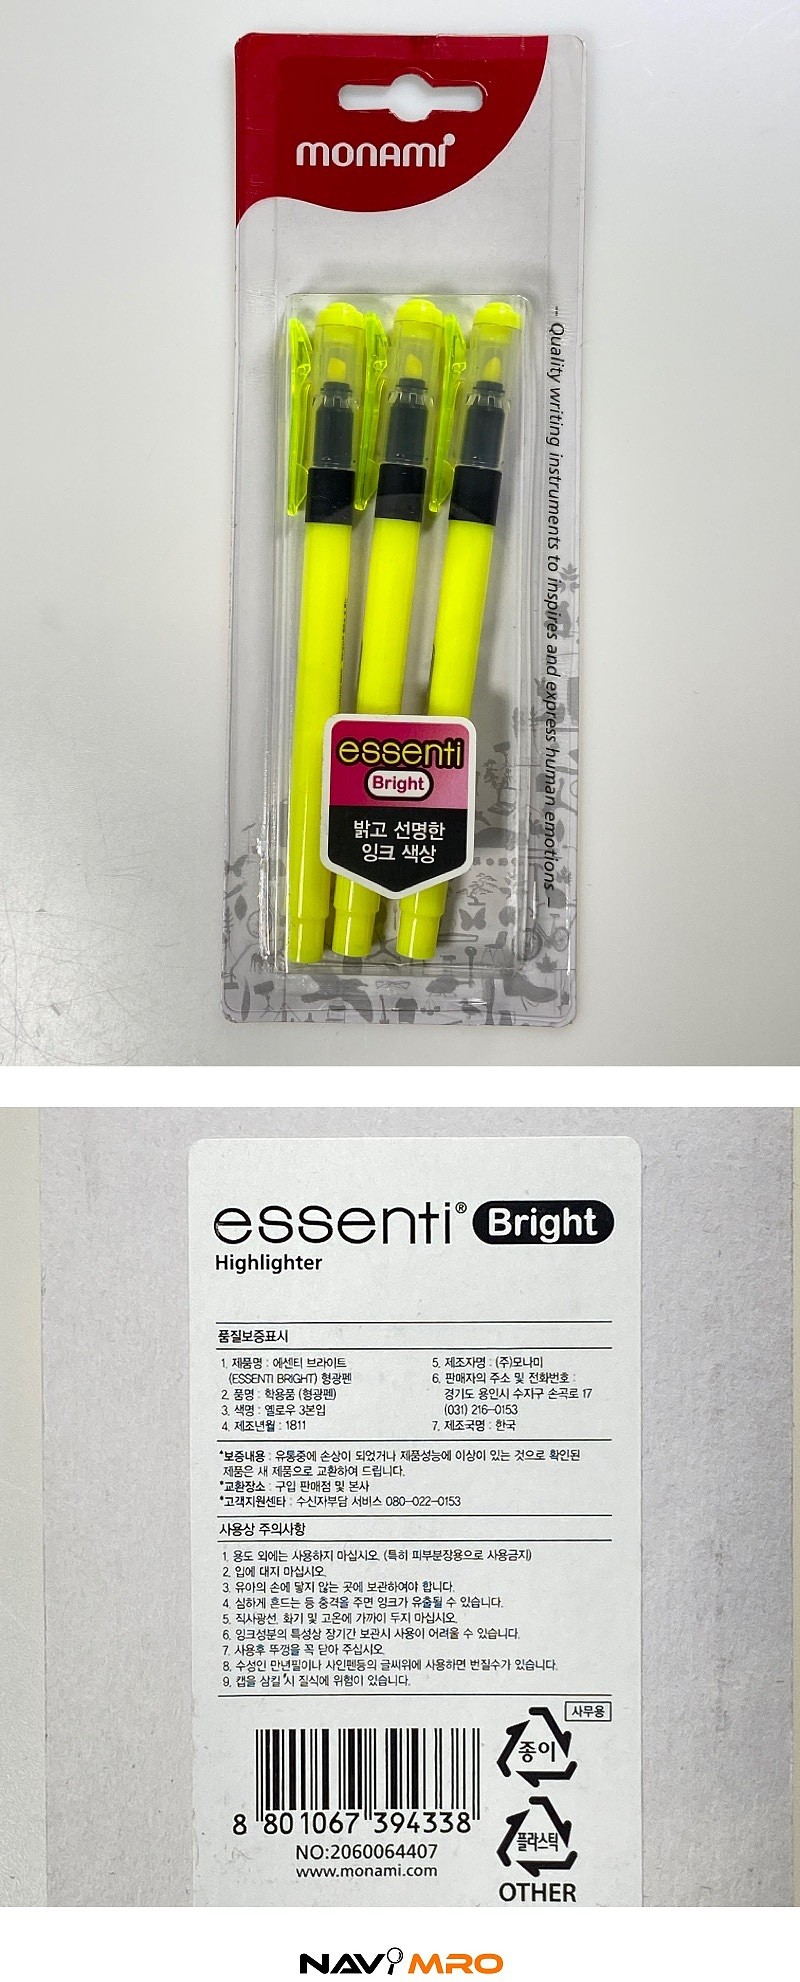 monami
– Quality writing instruments to inspires and express human emotions –
essenti
Bright
밝고 선명한
잉크 색상
essenti® Bright
Highlighter
품질보증표시
1. 제품명 : 에센티 브라이트
(ESSENTI BRIGHT) 형광펜
2. 품명 : 학용품 (형광펜)
3. 색명 : 옐로우 3본입
4. 제조년월 : 1811
5. 제조자명 : (주)모나미
6. 판매자의 주소 및 전화번호 :
경기도 용인시 수지구 손곡로 17
(031) 216-0153
7. 제조국명 : 한국
*보증내용 : 유통중에 손상이 되었거나 제품성능에 이상이 있는 것으로 확인된
제품은 새 제품으로 교환하여 드립니다.
*교환장소 : 구입 판매점 및 본사
*고객지원센타 : 수신자부담 서비스 080-022-0153
사용상 주의사항
1. 용도 외에는 사용하지 마십시오. (특히 피부분장용으로 사용금지)
2. 입에 대지 마십시오.
3. 유아의 손에 닿지 않는 곳에 보관하여야 합니다.
4. 심하게 흔드는 등 충격을 주면 잉크가 유출될 수 있습니다.
5. 직사광선, 화기 및 고온에 가까이 두지 마십시오.
6. 잉크성분의 특성상 장기간 보관시 사용이 어려울 수 있습니다.
7. 사용후 뚜껑을 꼭 닫아 주십시오.
8. 수성인 만년필이나 사인펜등의 글씨위에 사용하면 번질수가 있습니다.
9. 캡을 삼킬 시 질식에 위험이 있습니다.
사무용
종이
플라스틱
OTHER
8 801067 394338
NO:2060064407
www.monami.com
NAVI MRO